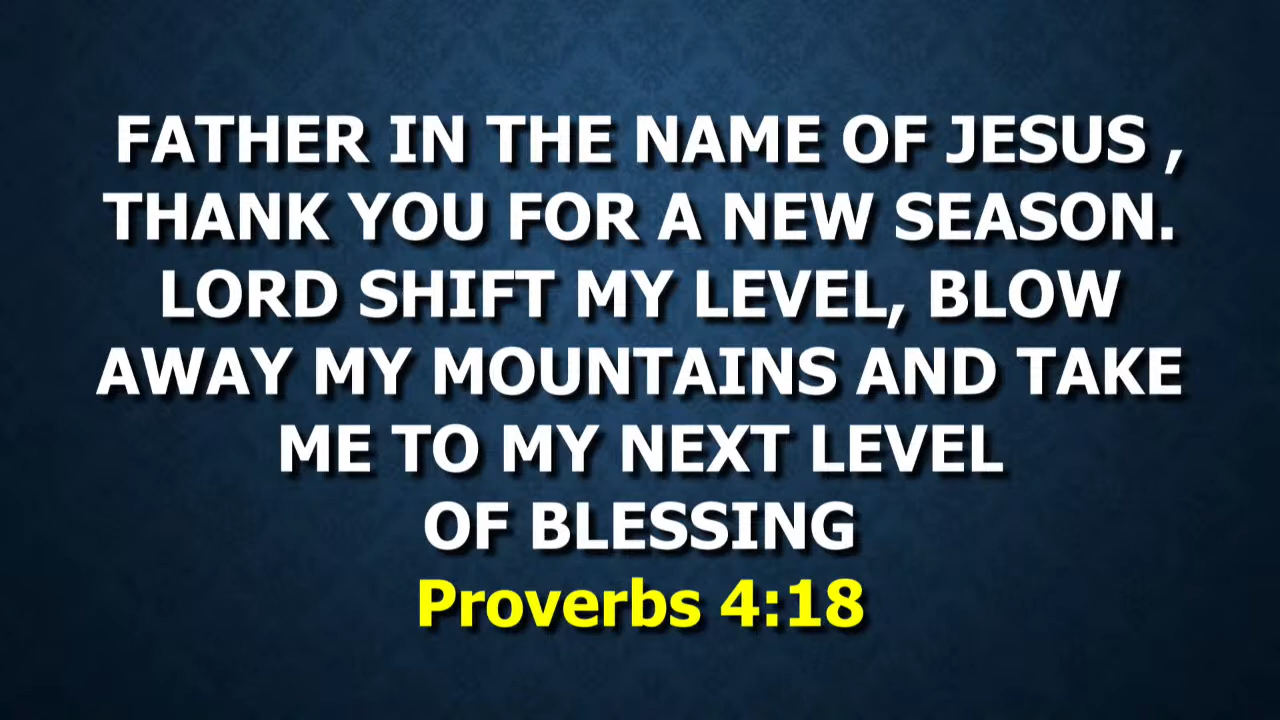 FATHER IN THE NAME OF JESUS ,
THANK YOU FOR A NEW SEASON.
LORD SHIFT MY LEVEL, BLOW
AWAY MY MOUNTAINS AND TAKE
ME TO MY NEXT LEVEL
OF BLESSING
Proverbs 4:18